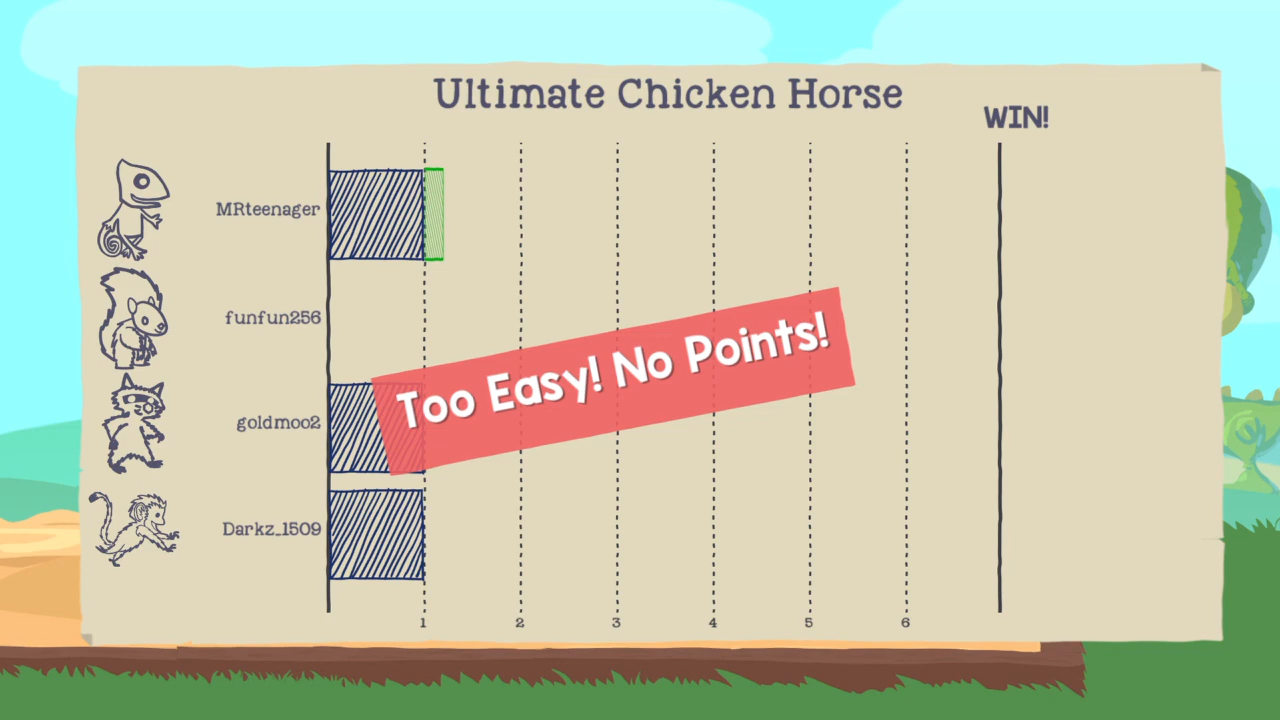 Ultimate Chicken Horse
WIN!
MRteenager
funfun256
Too Easy! No Points!
goldmoo2
Darkz_1509
1 2 3 4 5 6